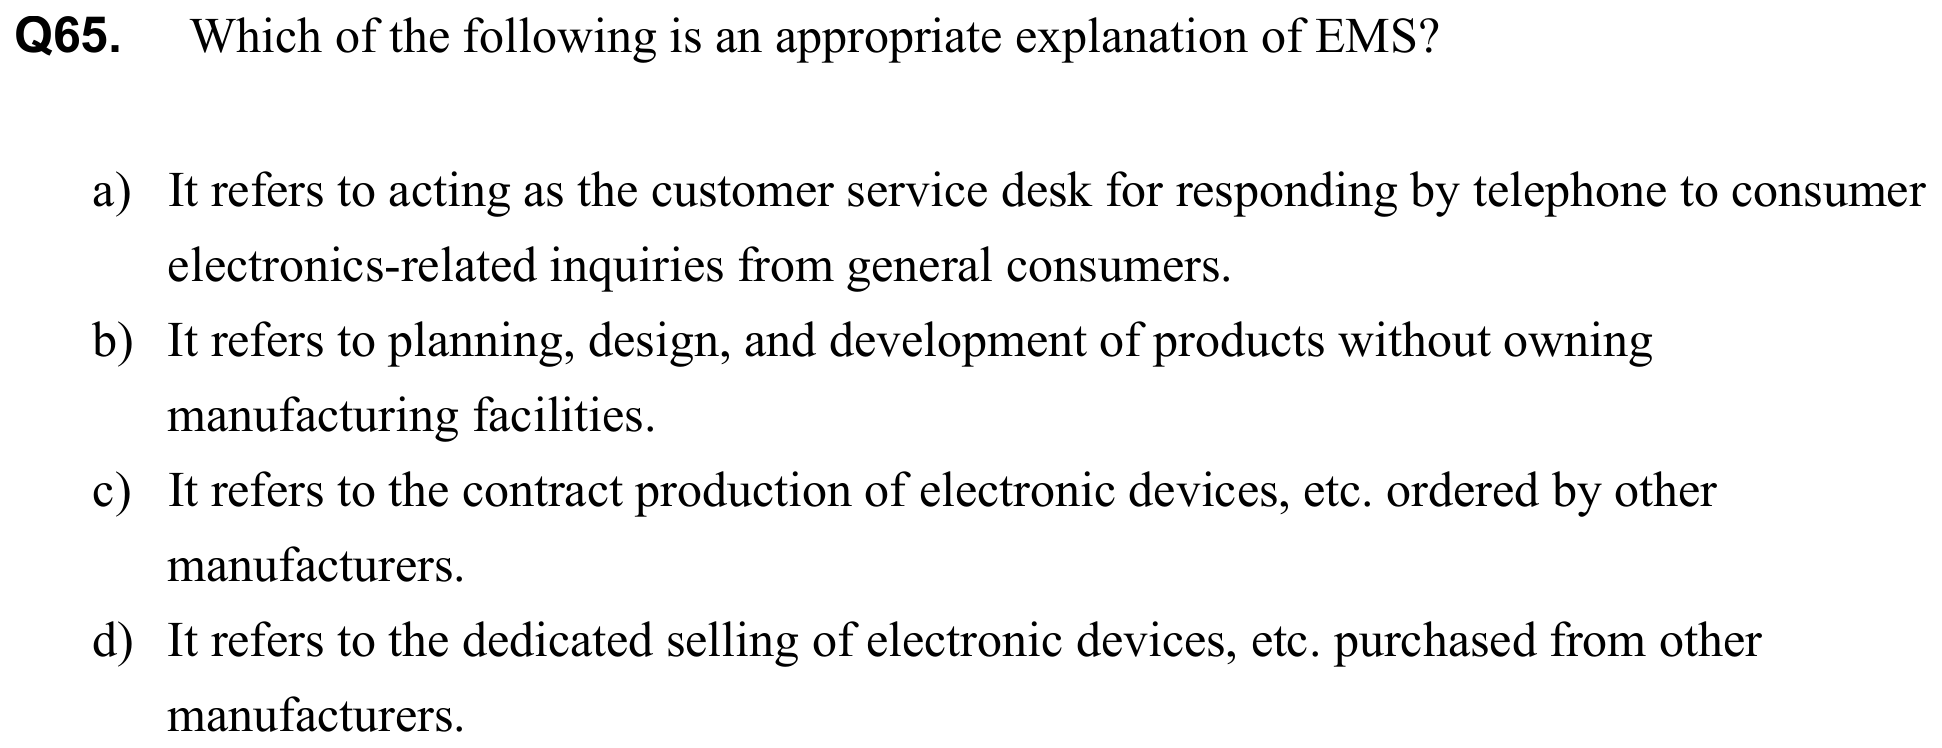 Q65. Which of the following is an appropriate explanation of EMS?
a) It refers to acting as the customer service desk for responding by telephone to consumer
electronics-related inquiries from general consumers.
b) It refers to planning, design, and development of products without owning
manufacturing facilities.
c) It refers to the contract production of electronic devices, etc. ordered by other
manufacturers.
d) It refers to the dedicated selling of electronic devices, etc. purchased from other
manufacturers.